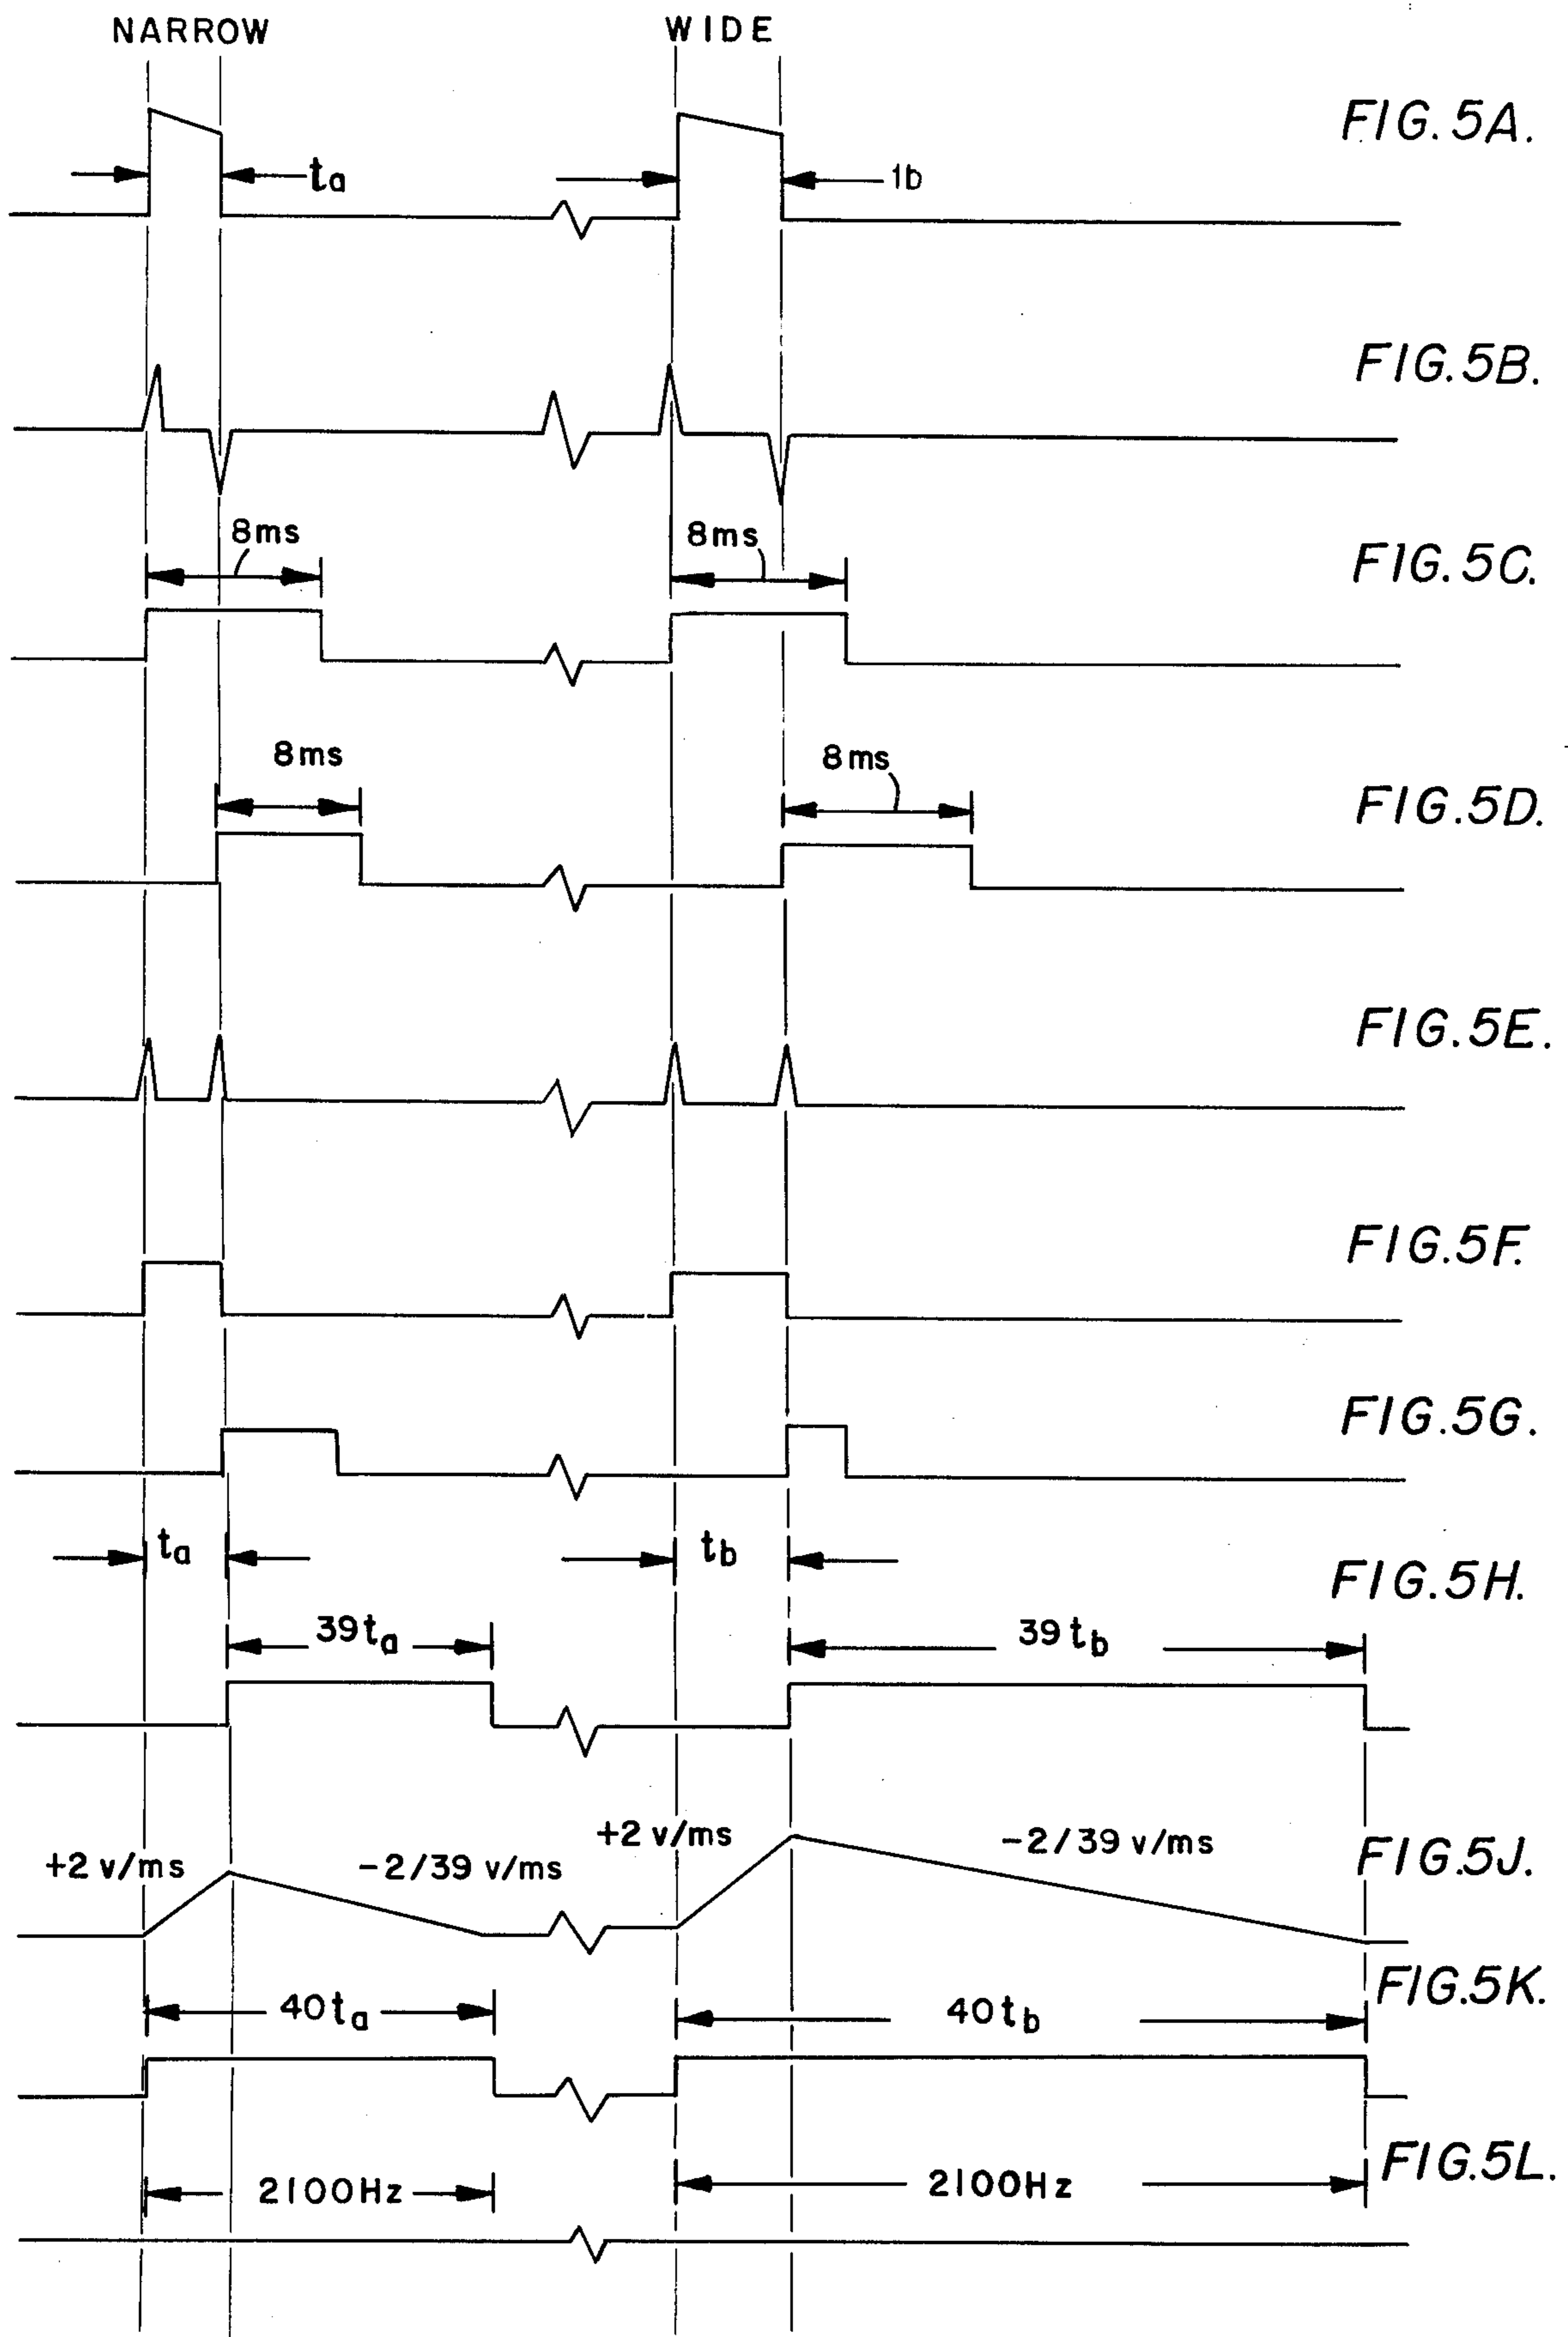 NARROW WIDE
FIG. 5A.
ta 1b
FIG. 5B.
8ms 8ms
FIG. 5C.
8ms 8ms
FIG. 5D.
FIG. 5E.
FIG. 5F.
FIG. 5G.
ta tb
FIG. 5H.
39ta 39tb
+2 v/ms -2/39 v/ms +2 v/ms -2/39 v/ms
FIG. 5J.
FIG. 5K.
40ta 40tb
FIG. 5L.
2100Hz 2100Hz